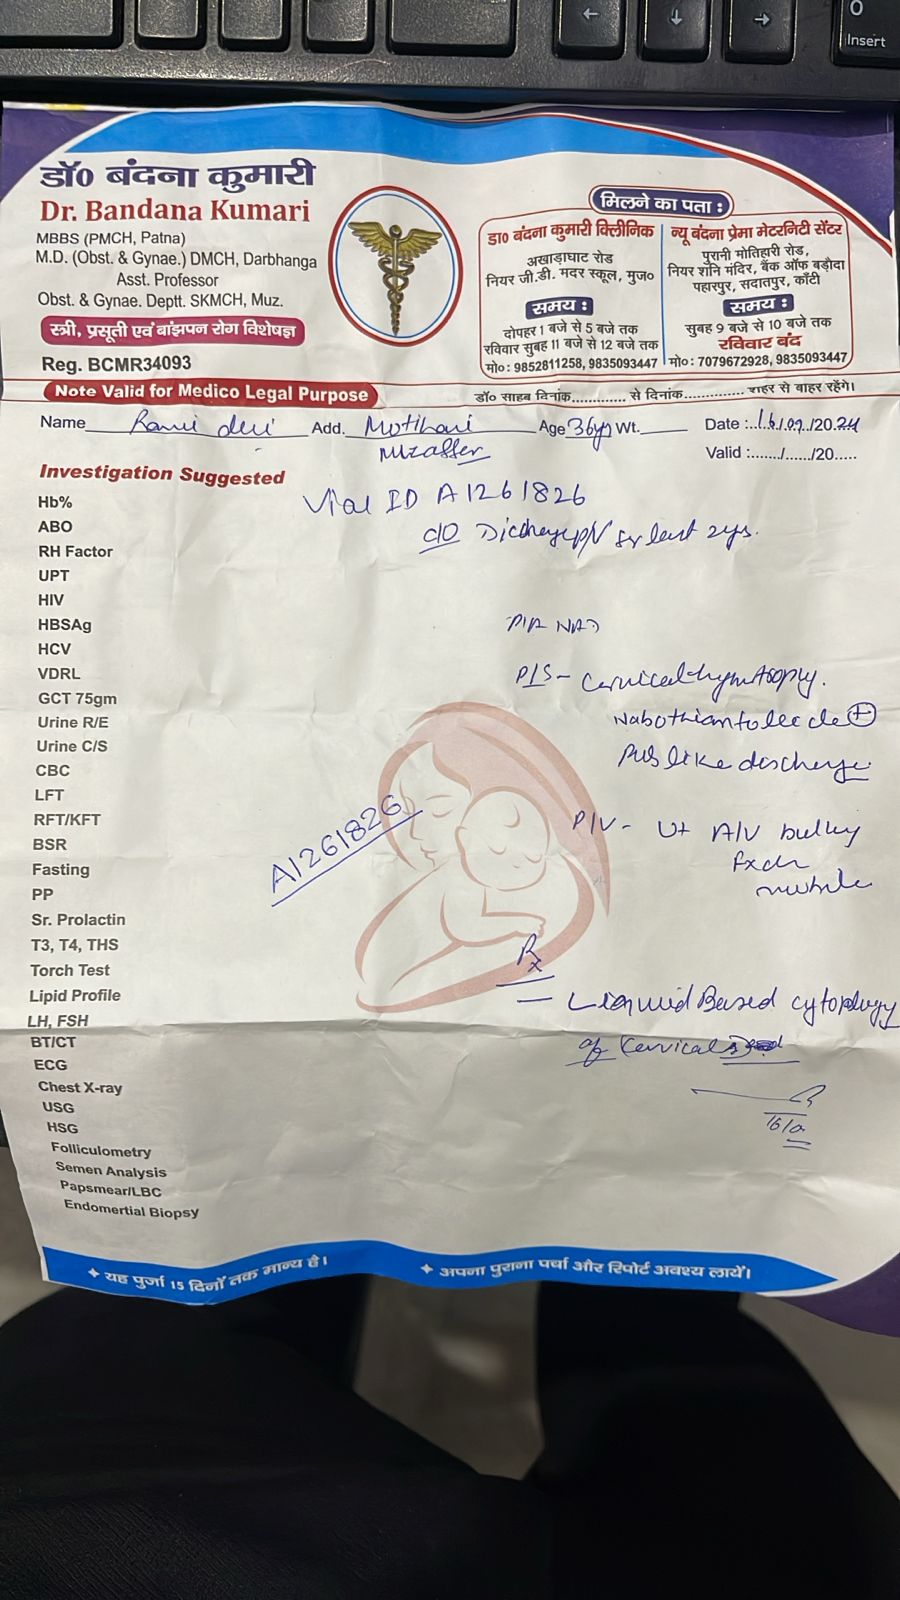 डॉ० बंदना कुमारी
Dr. Bandana Kumari
MBBS (PMCH, Patna)
M.D. (Obst. & Gynae.) DMCH, Darbhanga
Asst. Professor
Obst. & Gynae. Deptt. SKMCH, Muz.
स्त्री, प्रसूती एवं बांझपन रोग विशेषज्ञ
Reg. BCMR34093
Note Valid for Medico Legal Purpose
मिलने का पता :
डा० बंदना कुमारी क्लिीनिक
अखाड़ाघाट रोड
नियर जी.डी. मदर स्कूल, मुज०
समय :
दोपहर 1 बजे से 5 बजे तक
रविवार सुबह 11 बजे से 12 बजे तक
मो० : 9852811258, 9835093447
न्यू बंदना प्रेमा मेटरनिटी सेंटर
पुरानी मोतिहारी रोड,
नियर शनि मंदिर, बैंक ऑफ बड़ौदा
पहारपुर, सदातपुर, काँटी
समय :
सुबह 9 बजे से 10 बजे तक
रविवार बंद
मो० : 7079672928, 9835093447
डॉ० साहब दिनांक............ से दिनांक.............. शहर से बाहर रहेंगे।
Name Rani devi Add. Motihari Age 36yrs Wt. Date : 16/09/2024
Valid :......./....../20.....
Investigation Suggested
Hb%
ABO
RH Factor
UPT
HIV
HBSAg
HCV
VDRL
GCT 75gm
Urine R/E
Urine C/S
CBC
LFT
RFT/KFT
BSR
Fasting
PP
Sr. Prolactin
T3, T4, THS
Torch Test
Lipid Profile
LH, FSH
BT/CT
ECG
Chest X-ray
USG
HSG
Folliculometry
Semen Analysis
Papsmear/LBC
Endomertial Biopsy
Vial ID A1261826
c/o P/V last 2yrs.
P/A NAD
P/S - Cervical
Pus like discharge
A1261826
P/V - Ut A/V bulky
mobile
Rx
— Liquid Based cytology
of Cervical
यह पुर्जा 15 दिनों तक मान्य है।
अपना पुराना पर्चा और रिपोर्ट अवश्य लायें।
Insert